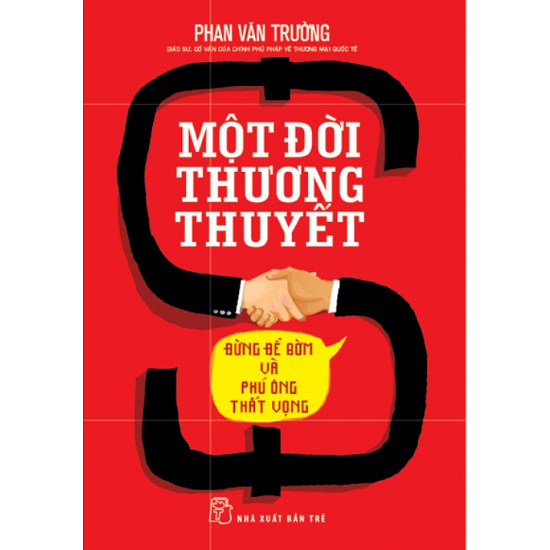 PHAN VĂN TRƯỜNG
GIÁO SƯ, CỐ VẤN CỦA CHÍNH PHỦ PHÁP VỀ THƯƠNG MẠI QUỐC TẾ
MỘT ĐỜI
THƯƠNG
THUYẾT
ĐỪNG ĐỂ BỜM
VÀ
PHÚ ÔNG
THẤT VỌNG
NHÀ XUẤT BẢN TRẺ